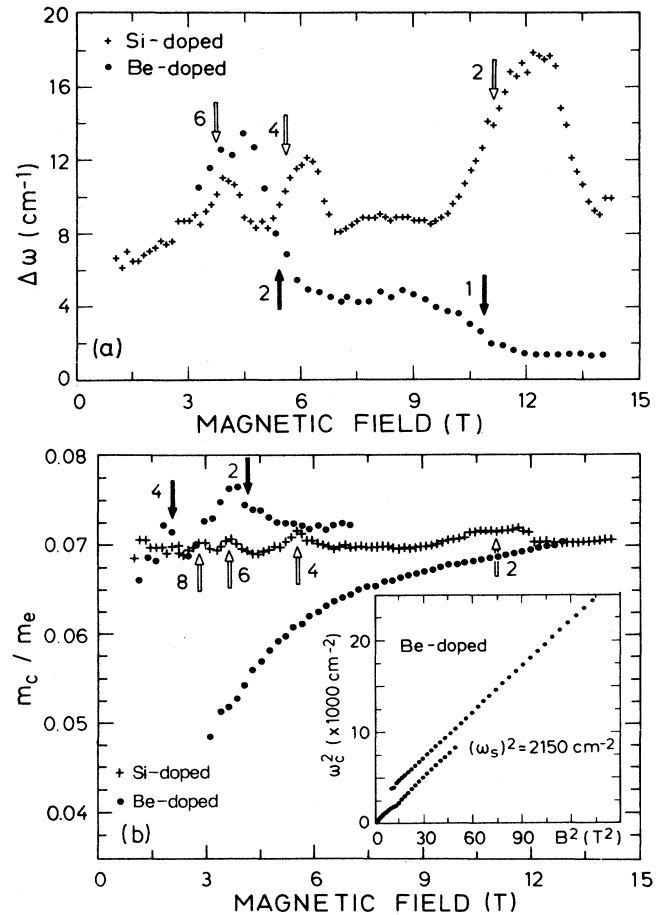 20
+ Si-doped
• Be-doped
2
16
6
4
12
Δω (cm⁻¹)
8
2
1
4
(a)
0
3 6 9 12 15
MAGNETIC FIELD (T)
0.08
4
2
0.07
8
6
4
2
0.06
m_c / m_e
20
Be-doped
ω_c² (×1000 cm⁻²)
10
(ω_s)² = 2150 cm⁻²
0.05
+ Si-doped
• Be-doped
0
0 30 60 90 B² (T²)
0.04
(b)
0 3 6 9 12 15
MAGNETIC FIELD (T)